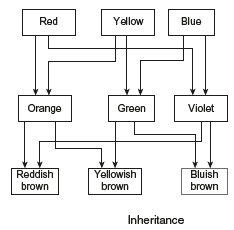 Red Yellow Blue
Orange Green Violet
Reddish Yellowish Bluish
brown brown brown
Inheritance